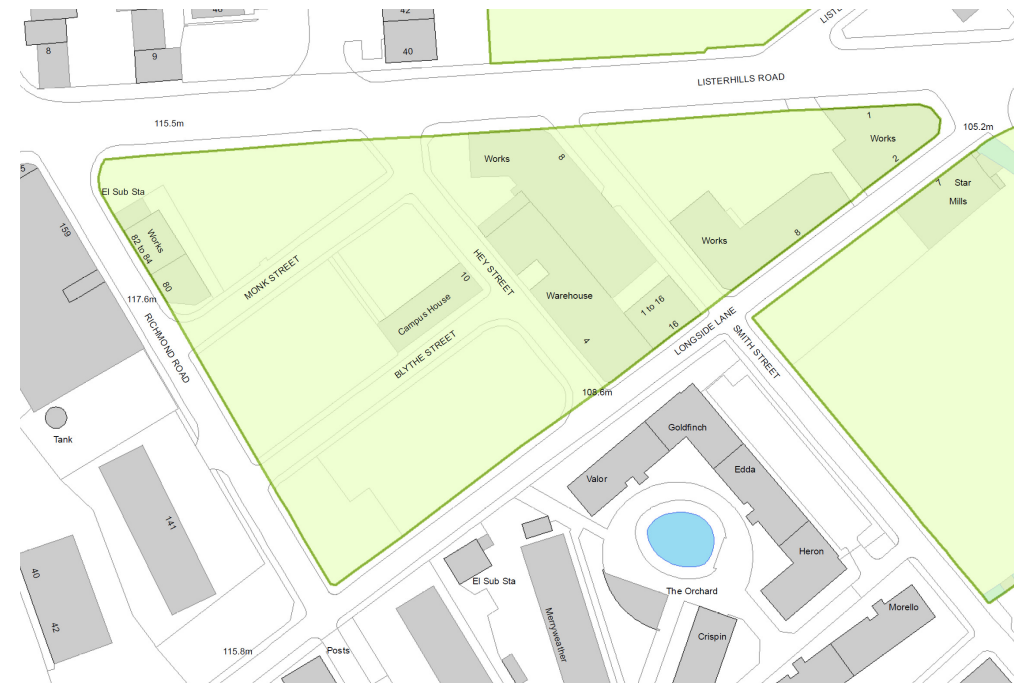 46
42
LISTE
8
9
40
LISTERHILLS ROAD
115.5m
1
Works
105.2m
Works
8
2
5
El Sub Sta
7
Star
Mills
159
Works
82 to 84
80
8
Works
HEY STREET
MONK STREET
10
117.6m
Campus House
Warehouse
1 to 16
16
RICHMOND ROAD
BLYTHE STREET
4
LONGSIDE LANE
SMITH STREET
108.6m
Tank
Goldfinch
Valor
Edda
141
Heron
40
El Sub Sta
The Orchard
42
Merryweather
Morello
Crispin
115.8m
Posts